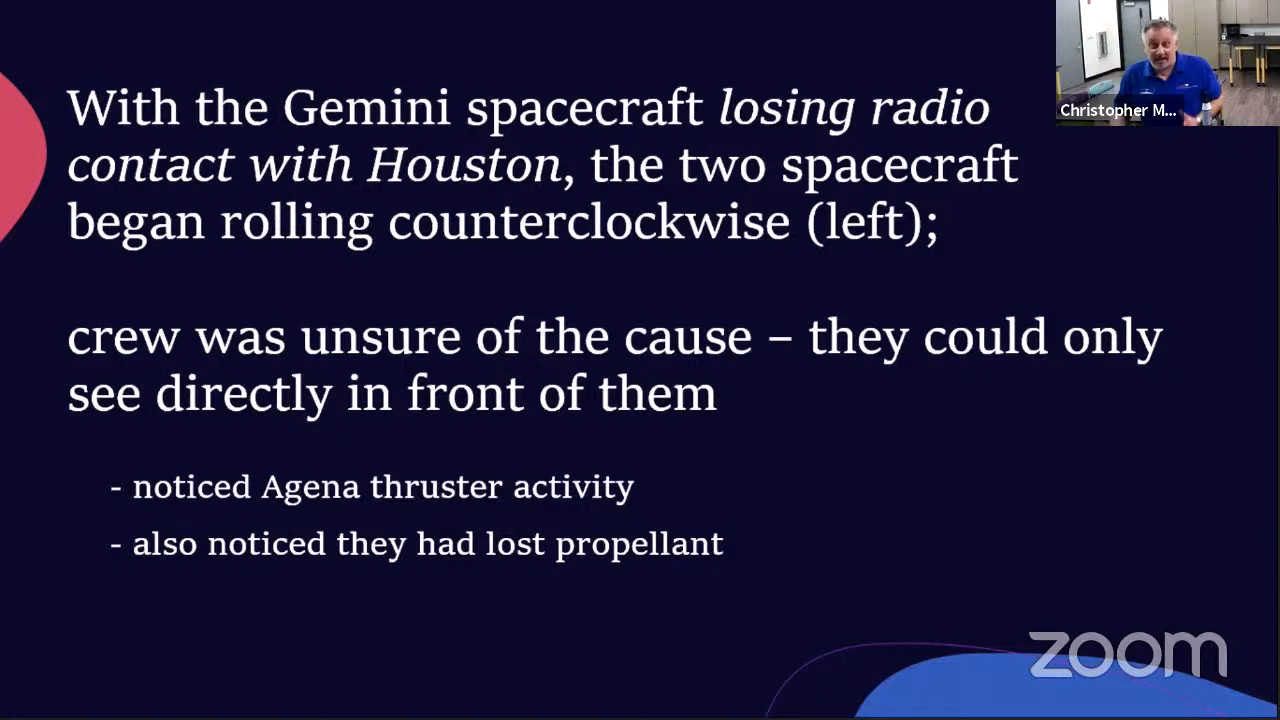 With the Gemini spacecraft losing radio
contact with Houston, the two spacecraft
began rolling counterclockwise (left);
crew was unsure of the cause – they could only
see directly in front of them
- noticed Agena thruster activity
- also noticed they had lost propellant
Christopher M...
zoom